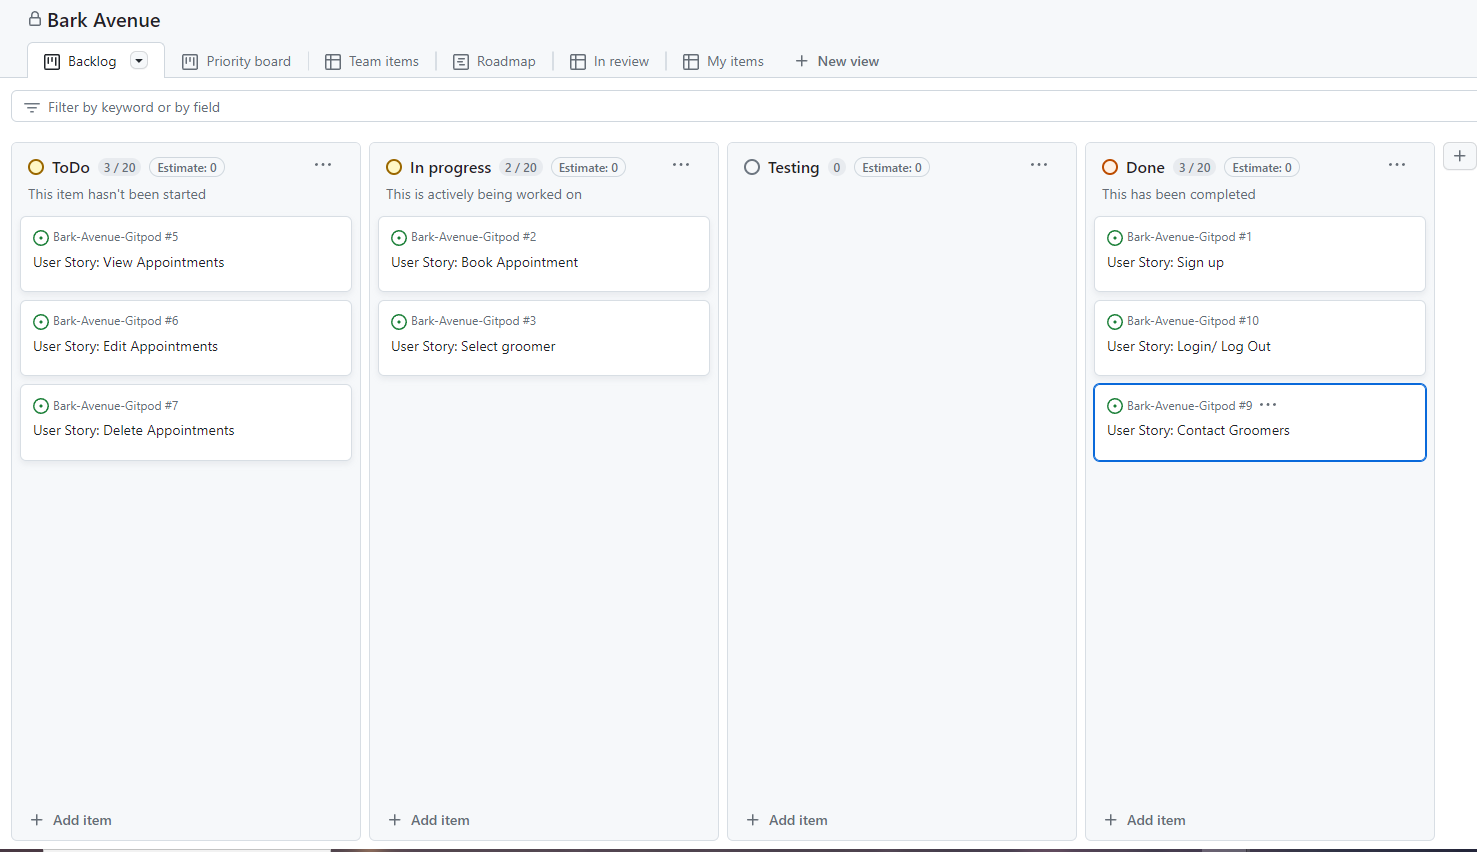 Bark Avenue
Backlog
Priority board
Team items
Roadmap
In review
My items
New view
Filter by keyword or by field
ToDo 3 / 20 Estimate: 0
This item hasn't been started
Bark-Avenue-Gitpod #5
User Story: View Appointments
Bark-Avenue-Gitpod #6
User Story: Edit Appointments
Bark-Avenue-Gitpod #7
User Story: Delete Appointments
Add item
In progress 2 / 20 Estimate: 0
This is actively being worked on
Bark-Avenue-Gitpod #2
User Story: Book Appointment
Bark-Avenue-Gitpod #3
User Story: Select groomer
Add item
Testing 0 Estimate: 0
Add item
Done 3 / 20 Estimate: 0
This has been completed
Bark-Avenue-Gitpod #1
User Story: Sign up
Bark-Avenue-Gitpod #10
User Story: Login/ Log Out
Bark-Avenue-Gitpod #9
User Story: Contact Groomers
Add item